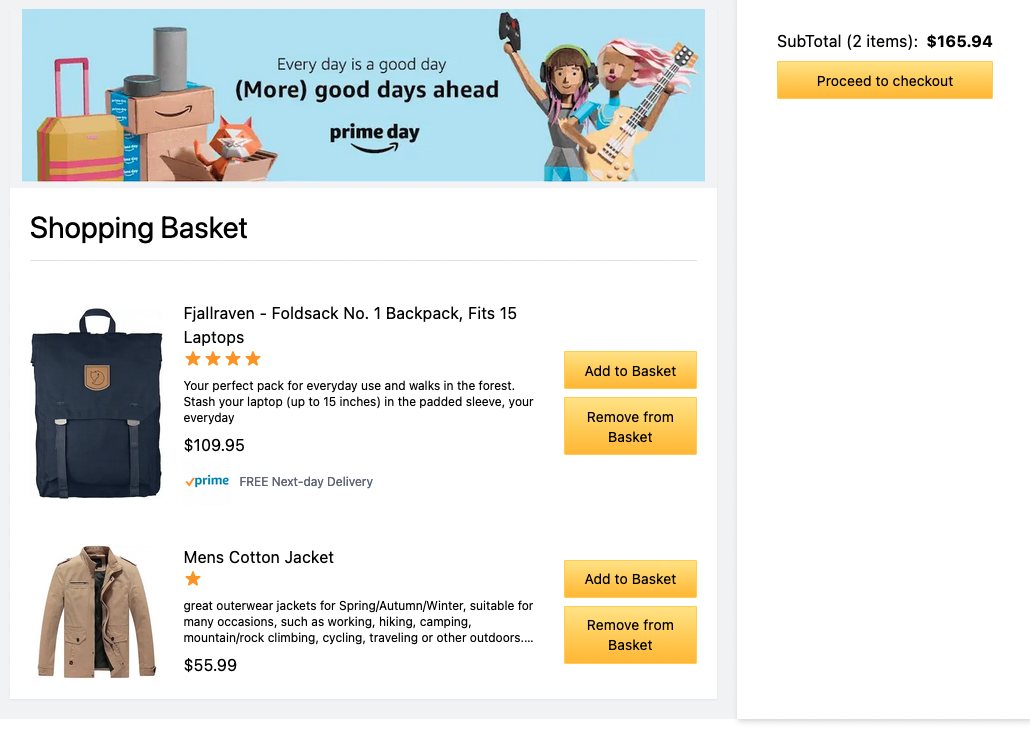 Every day is a good day
(More) good days ahead
prime day
SubTotal (2 items): $165.94
Proceed to checkout
Shopping Basket
Fjallraven - Foldsack No. 1 Backpack, Fits 15
Laptops
Your perfect pack for everyday use and walks in the forest.
Stash your laptop (up to 15 inches) in the padded sleeve, your
everyday
$109.95
prime FREE Next-day Delivery
Add to Basket
Remove from
Basket
Mens Cotton Jacket
great outerwear jackets for Spring/Autumn/Winter, suitable for
many occasions, such as working, hiking, camping,
mountain/rock climbing, cycling, traveling or other outdoors....
$55.99
Add to Basket
Remove from
Basket